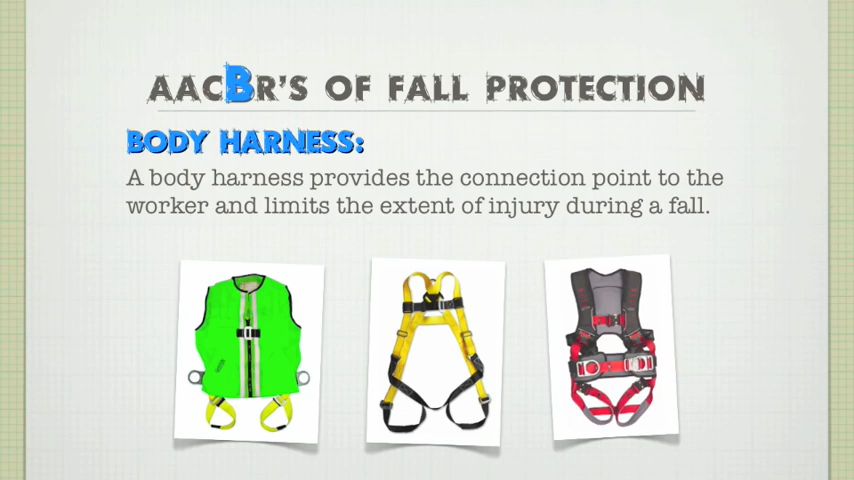 AACBR'S OF FALL PROTECTION
BODY HARNESS:
A body harness provides the connection point to the
worker and limits the extent of injury during a fall.